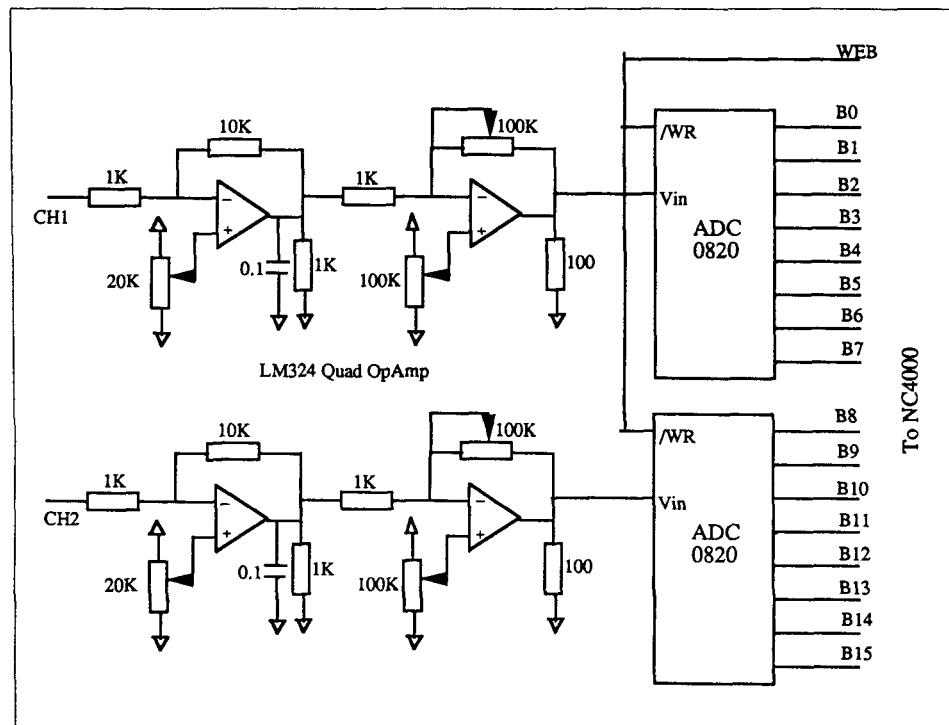 WEB
B0
10K
100K
/WR
B1
1K
1K
B2
CH1
Vin
B3
ADC
0820
B4
20K
0.1
1K
100K
100
B5
B6
B7
LM324 Quad OpAmp
To NC4000
B8
10K
100K
/WR
B9
1K
1K
B10
CH2
Vin
B11
ADC
0820
B12
20K
0.1
1K
100K
100
B13
B14
B15